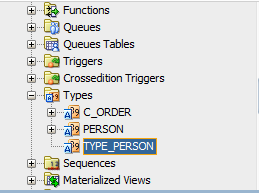 Functions
Queues
Queues Tables
Triggers
Crossedition Triggers
Types
C_ORDER
PERSON
TYPE_PERSON
Sequences
Materialized Views